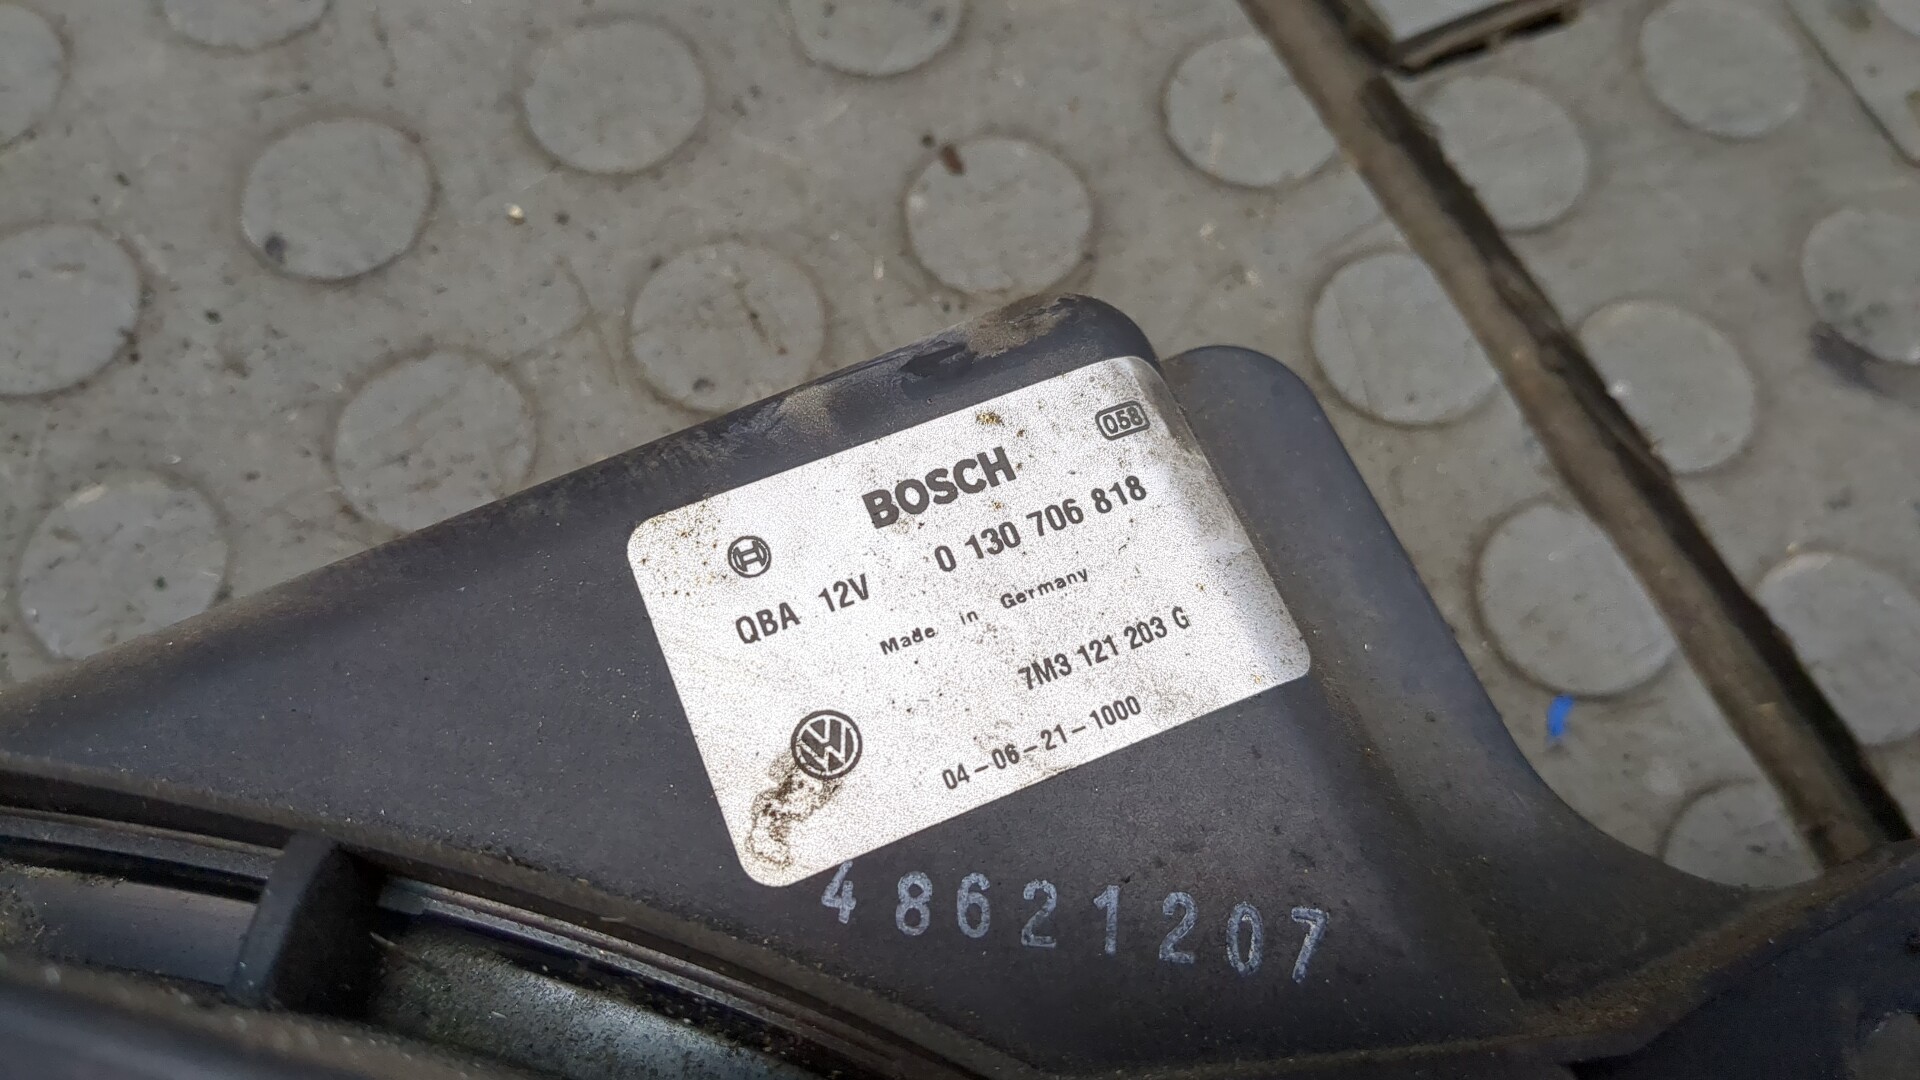 058
BOSCH
QBA 12V 0 130 706 818
Made in Germany
7M3 121 203 G
04-06-21-1000
48621207